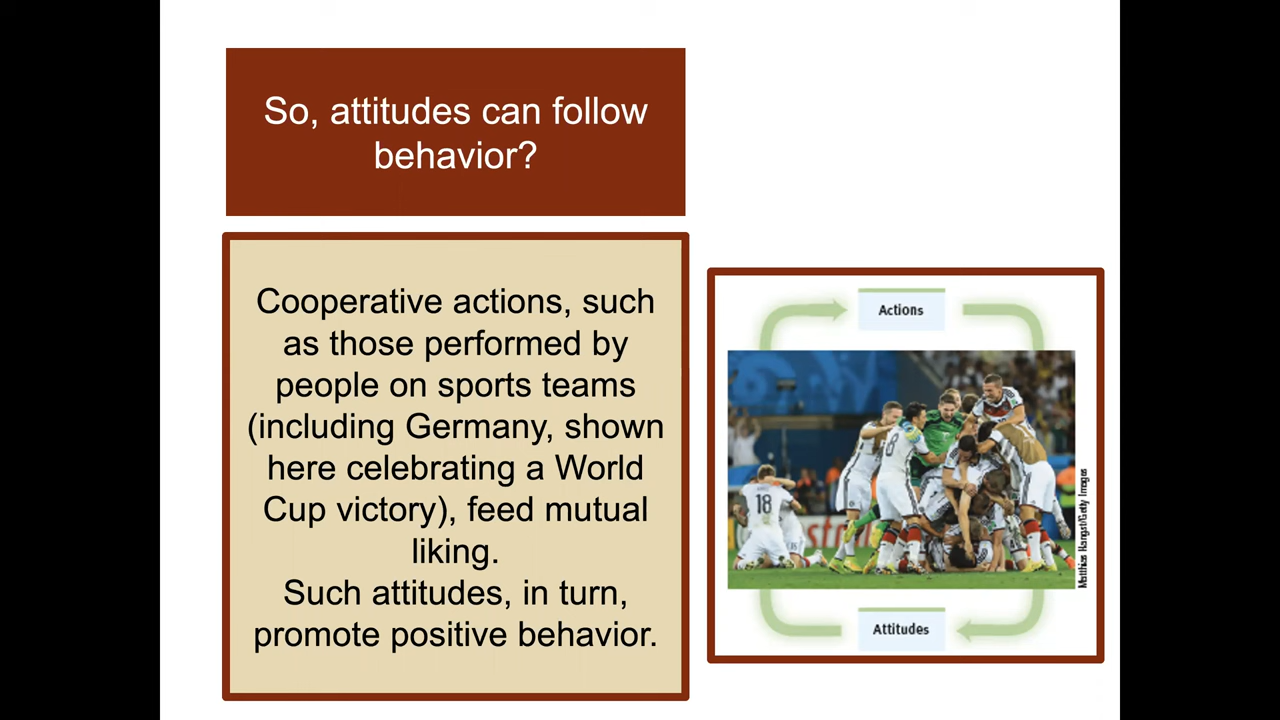 So, attitudes can follow
behavior?
Cooperative actions, such
as those performed by
people on sports teams
(including Germany, shown
here celebrating a World
Cup victory), feed mutual
liking.
Such attitudes, in turn,
promote positive behavior.
Actions
8
18
Attitudes
Matthias Hangst/Getty Images